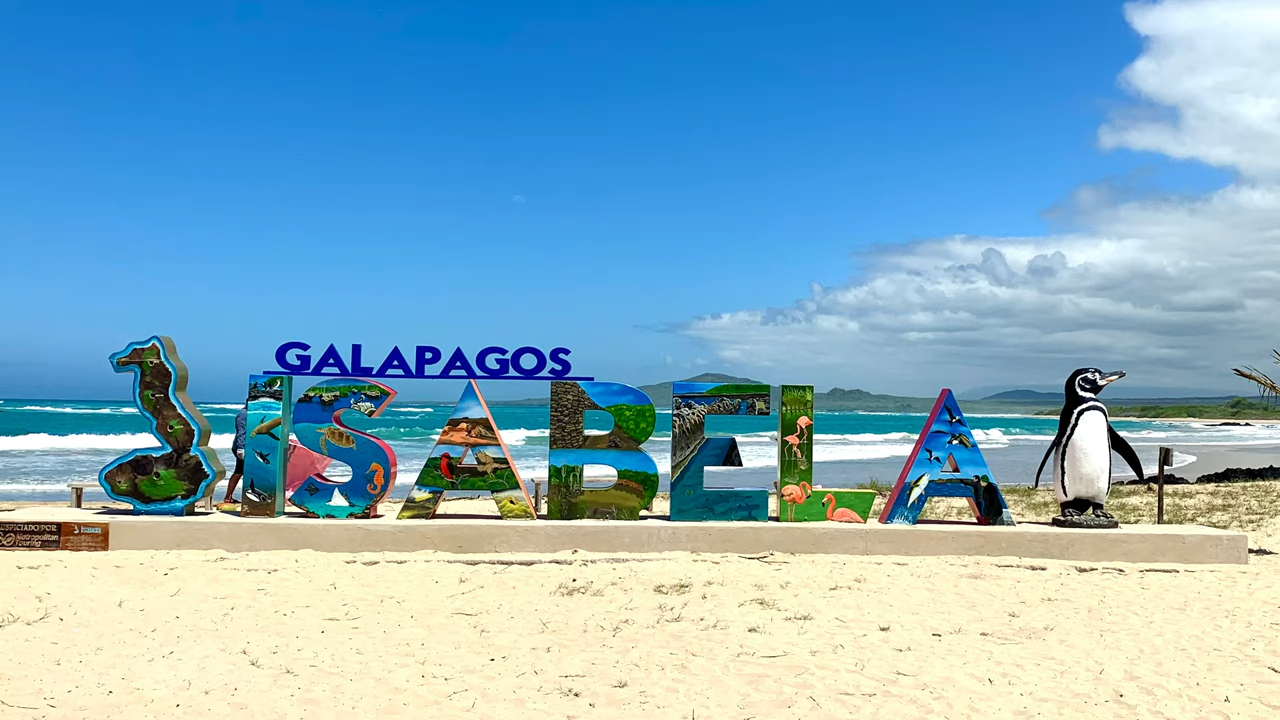 GALAPAGOS
ISABELA
AUSPICIADO POR
Metropolitan
Touring